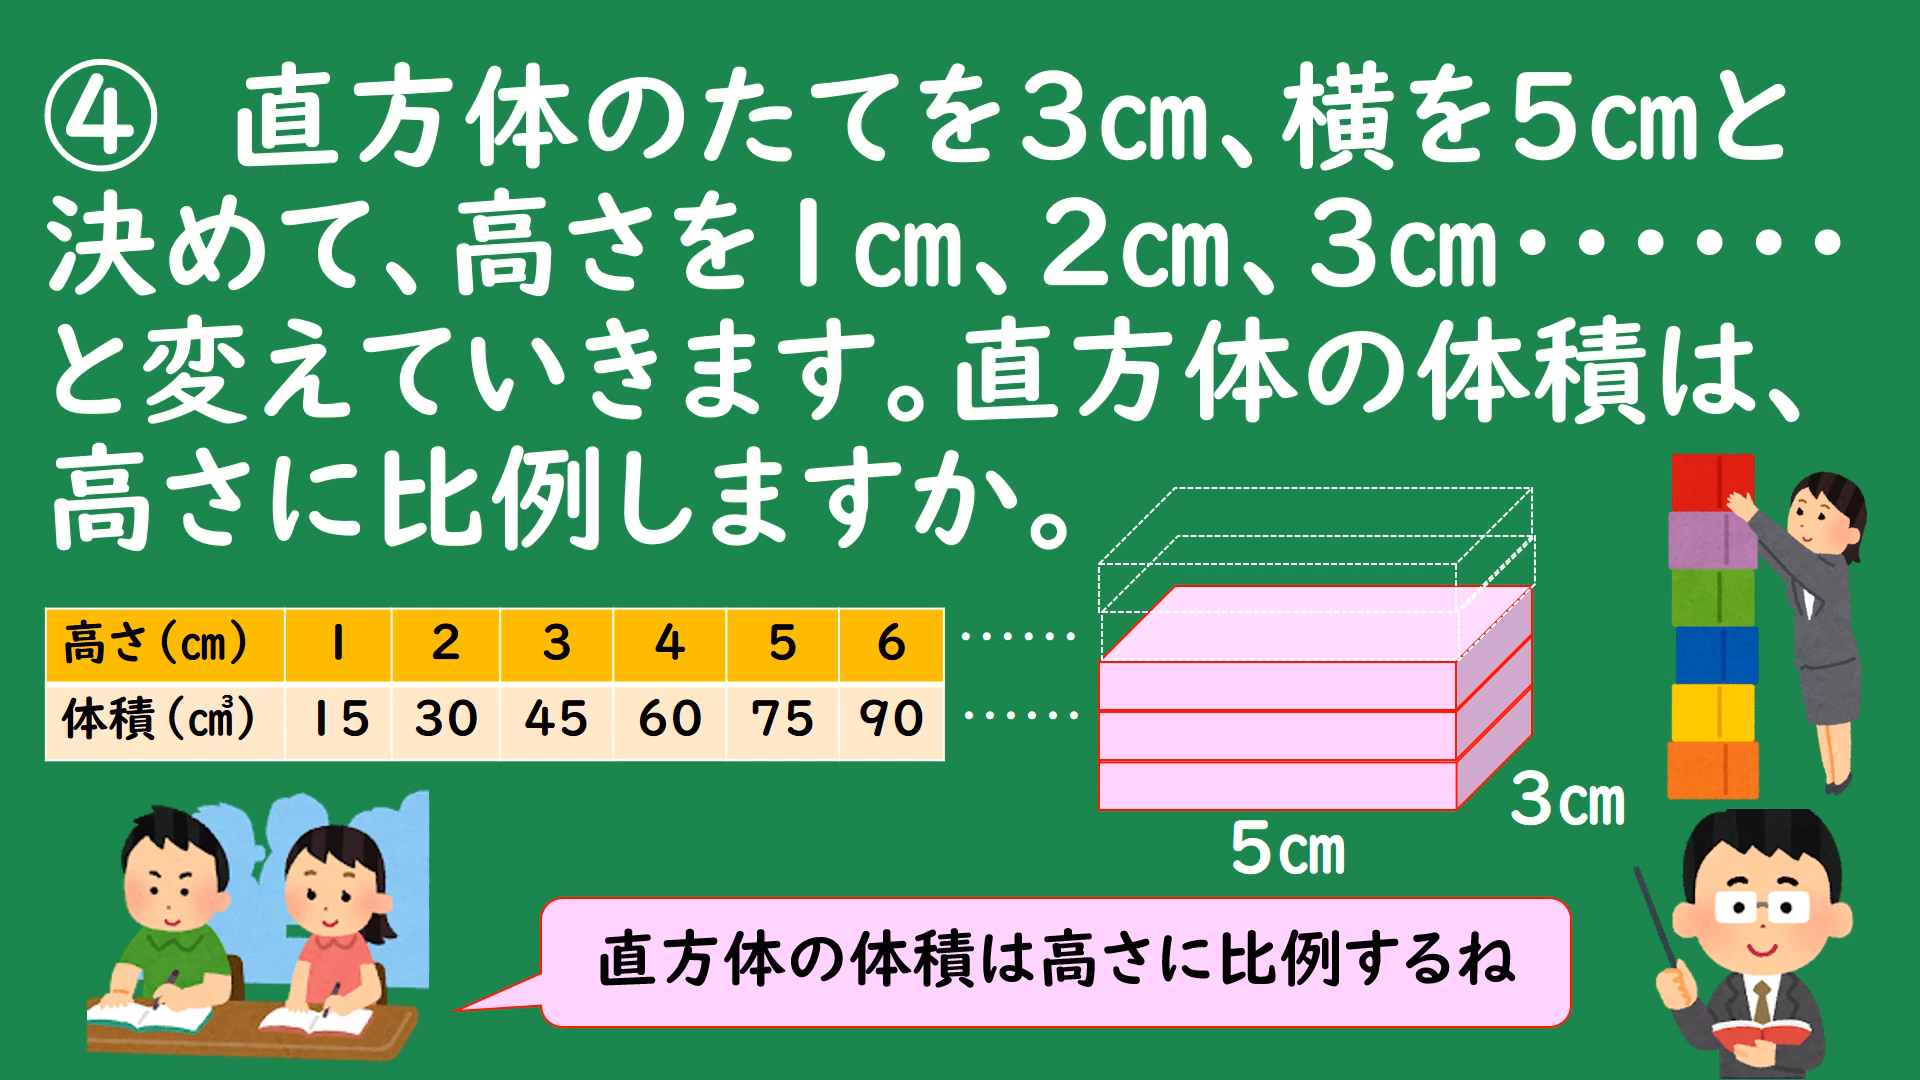 ④ 直方体のたてを3㎝、横を5㎝と
決めて、高さを1㎝、2㎝、3㎝・・・・・・
と変えていきます。直方体の体積は、
高さに比例しますか。
高さ(㎝) 1 2 3 4 5 6 ・・・・・・
体積(㎤) 15 30 45 60 75 90 ・・・・・・
3㎝
5㎝
直方体の体積は高さに比例するね